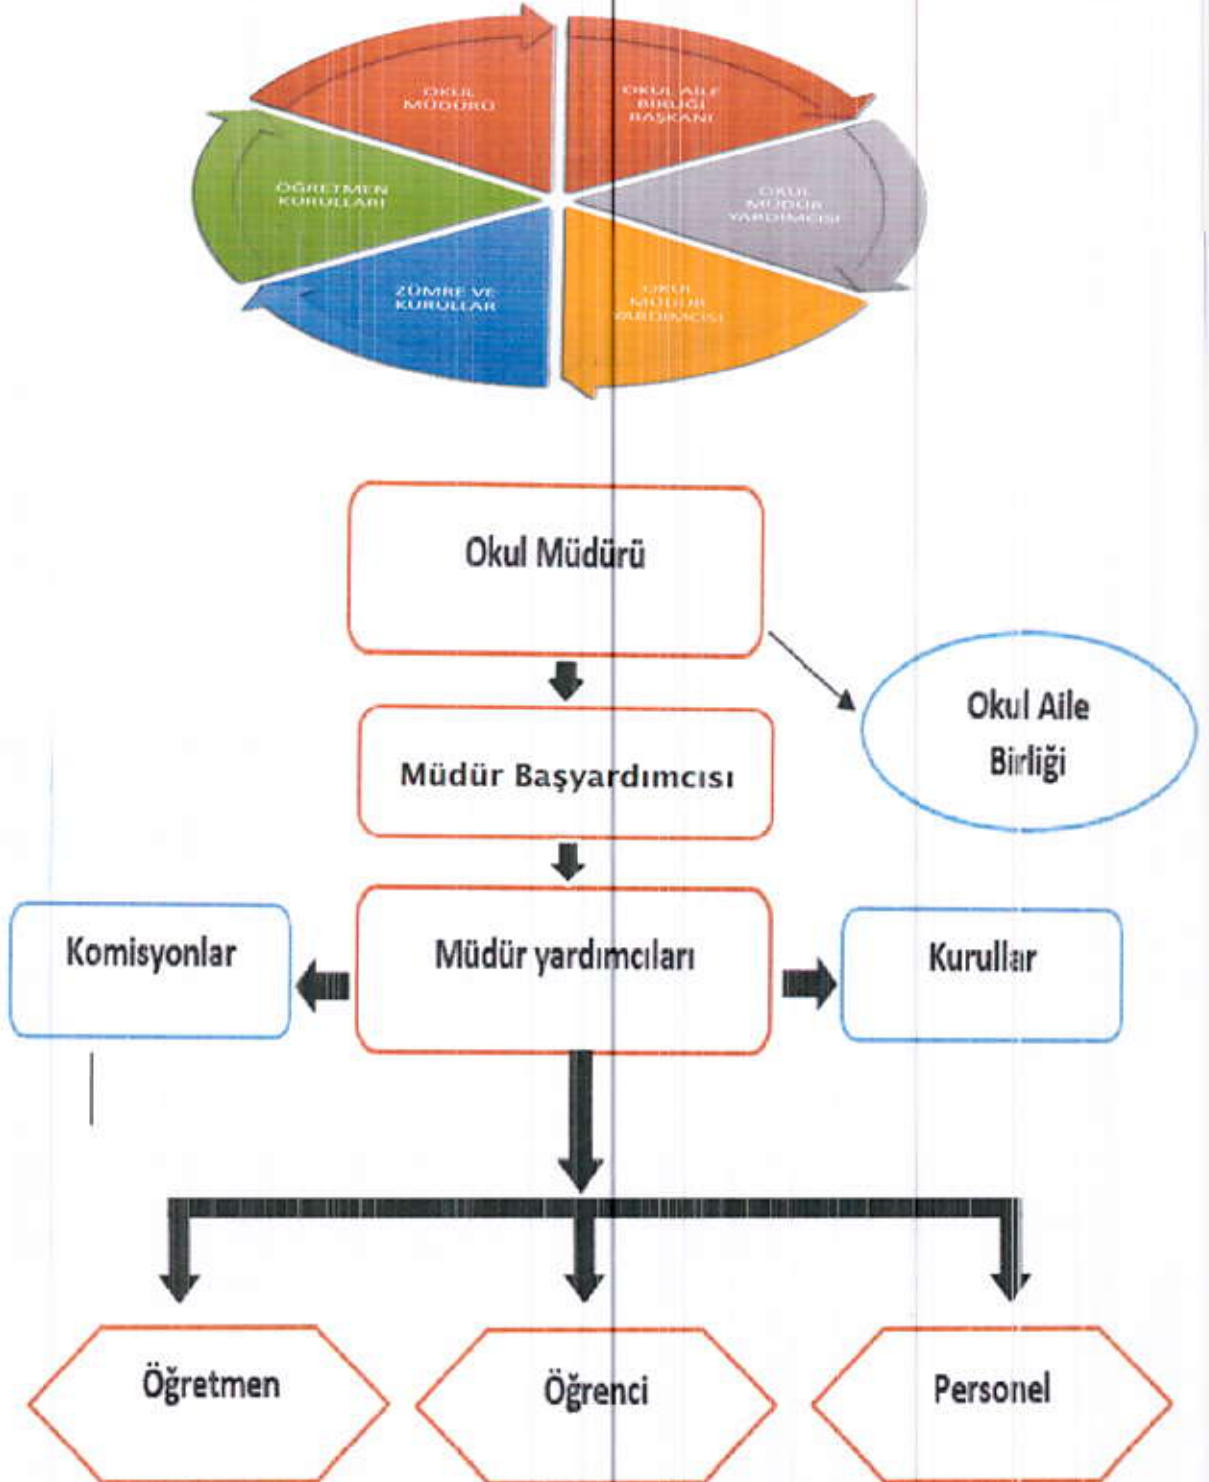 OKUL
MÜDÜRÜ
OKUL AİLE
BİRLİĞİ
BAŞKANI
ÖĞRETMEN
KURULLARI
OKUL
MÜDÜR
YARDIMCISI
ZÜMRE VE
KURULLAR
OKUL
MÜDÜR
YARDIMCISI
Okul Müdürü
Okul Aile
Birliği
Müdür Başyardımcısı
Komisyonlar
Müdür yardımcıları
Kurullar
Öğretmen
Öğrenci
Personel